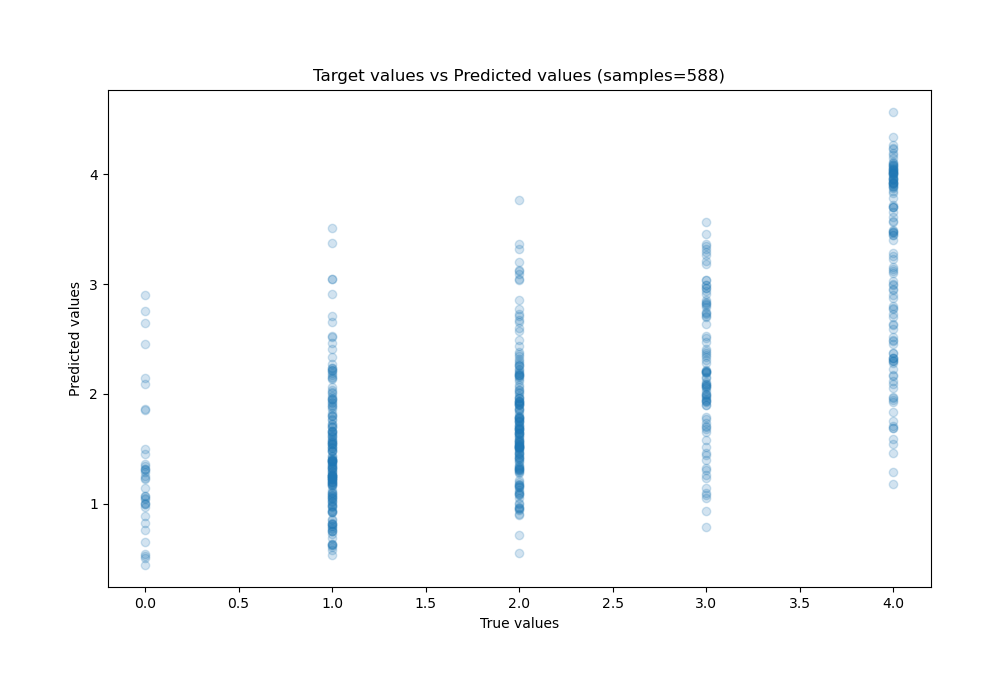 Target values vs Predicted values (samples=588)
4
3
2
1
Predicted values
0.0 0.5 1.0 1.5 2.0 2.5 3.0 3.5 4.0
True values